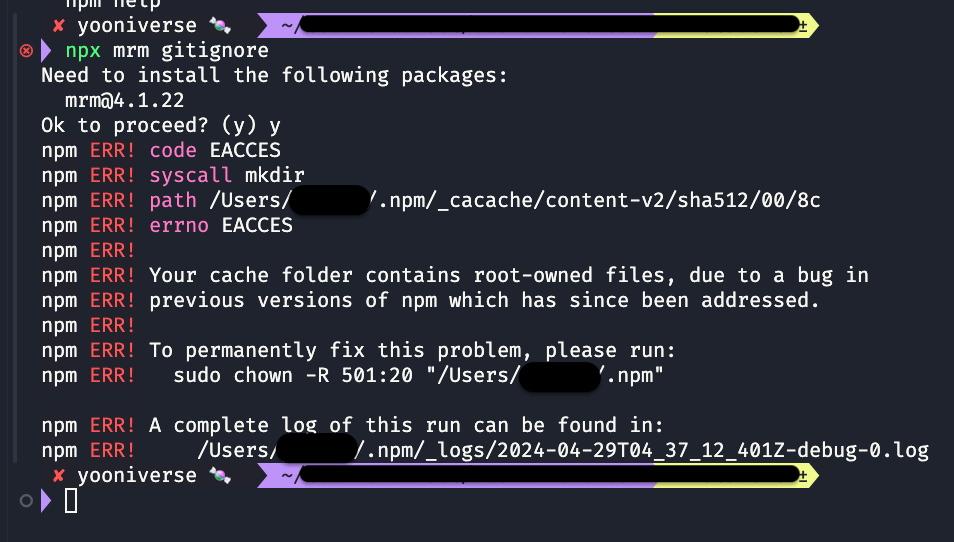 npm help
✘ yooniverse 🍬 ~/ ±
npx mrm gitignore
Need to install the following packages:
mrm@4.1.22
Ok to proceed? (y) y
npm ERR! code EACCES
npm ERR! syscall mkdir
npm ERR! path /Users/ /.npm/_cacache/content-v2/sha512/00/8c
npm ERR! errno EACCES
npm ERR!
npm ERR! Your cache folder contains root-owned files, due to a bug in
npm ERR! previous versions of npm which has since been addressed.
npm ERR!
npm ERR! To permanently fix this problem, please run:
npm ERR! sudo chown -R 501:20 "/Users/ /.npm"
npm ERR! A complete log of this run can be found in:
npm ERR! /Users/ /.npm/_logs/2024-04-29T04_37_12_401Z-debug-0.log
✘ yooniverse 🍬 ~/ ±